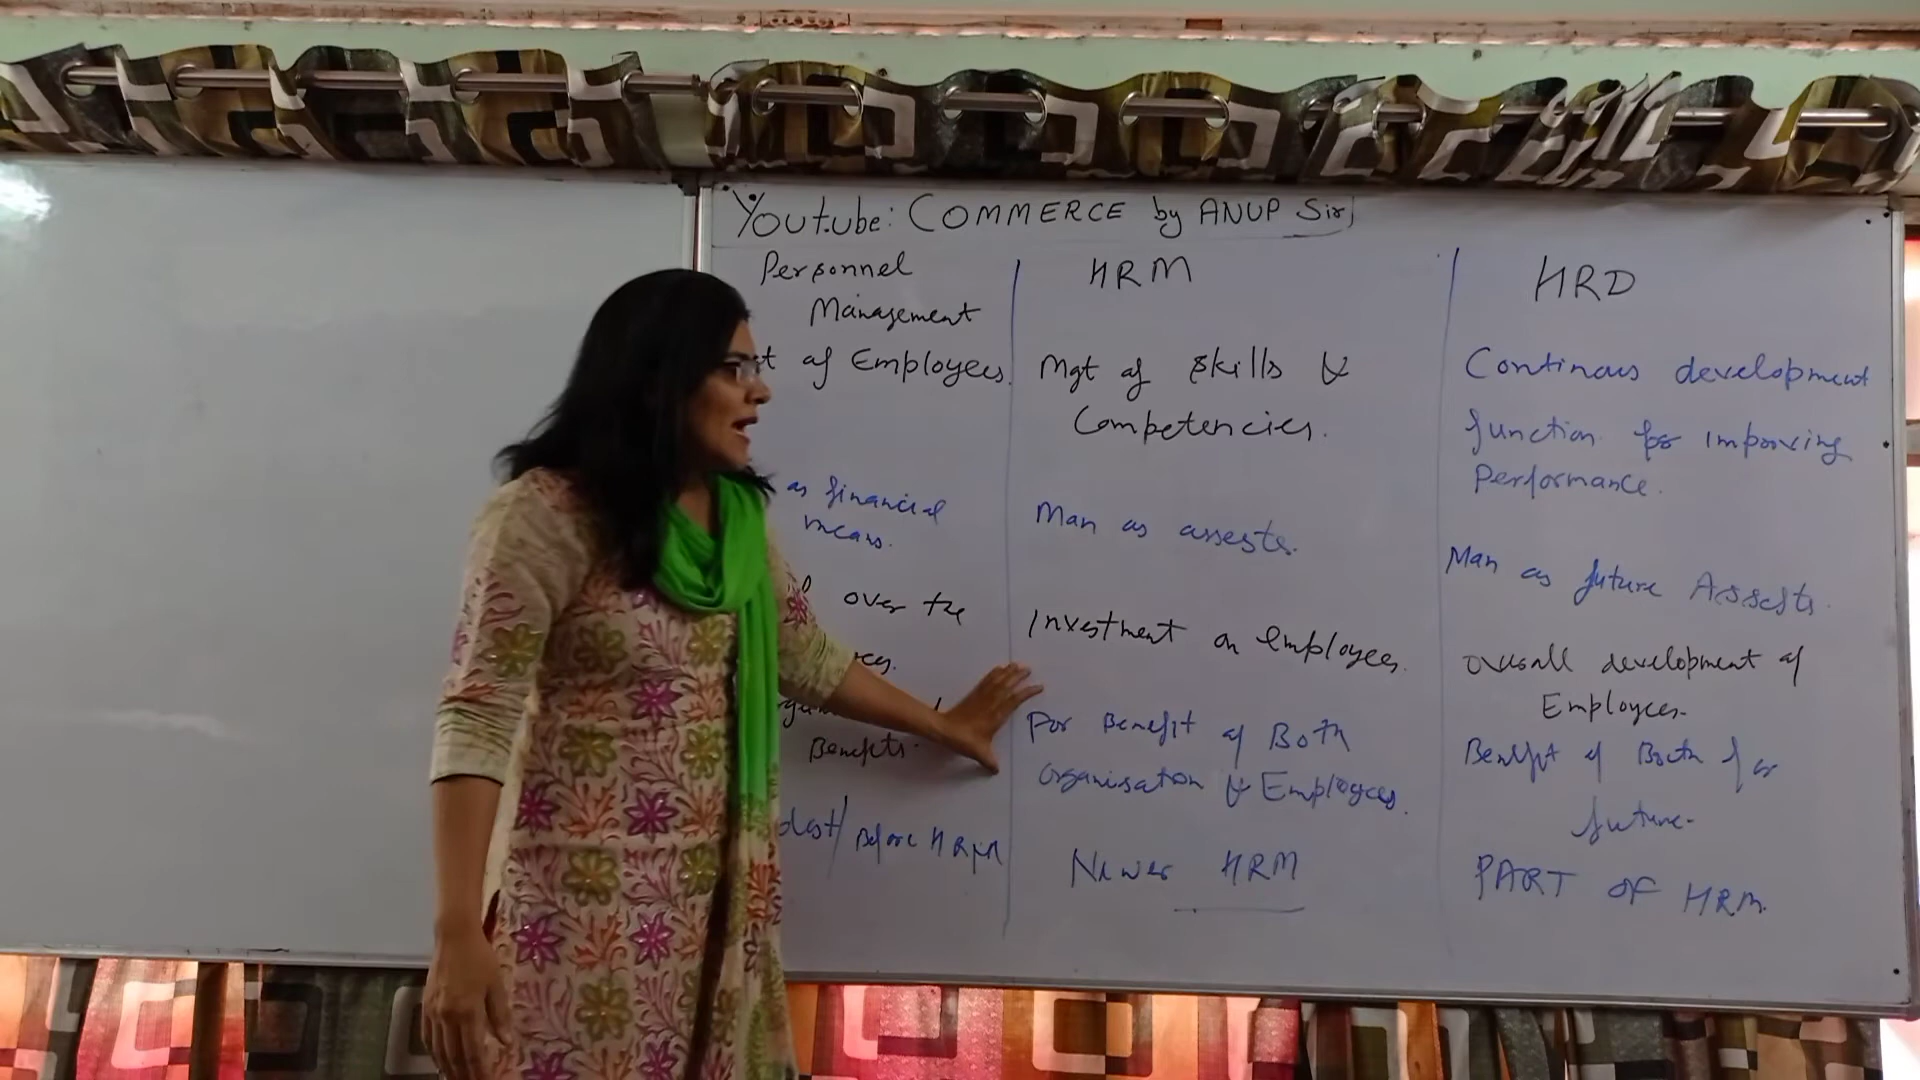 Youtube: COMMERCE by ANUP Sir
Personnel
Management
of Employees.
as financial
means.
over the
Benefits.
Before HRM
HRM
Mgt of Skills &
Competencies.
Man as assests.
Investment on employees.
For Benefit of Both
organisation & Employees.
Newer HRM
HRD
Continous development
function for improving
Performance.
Man as future Assests.
overall development of
Employees.
Benefit of Both for
future.
PART OF HRM.